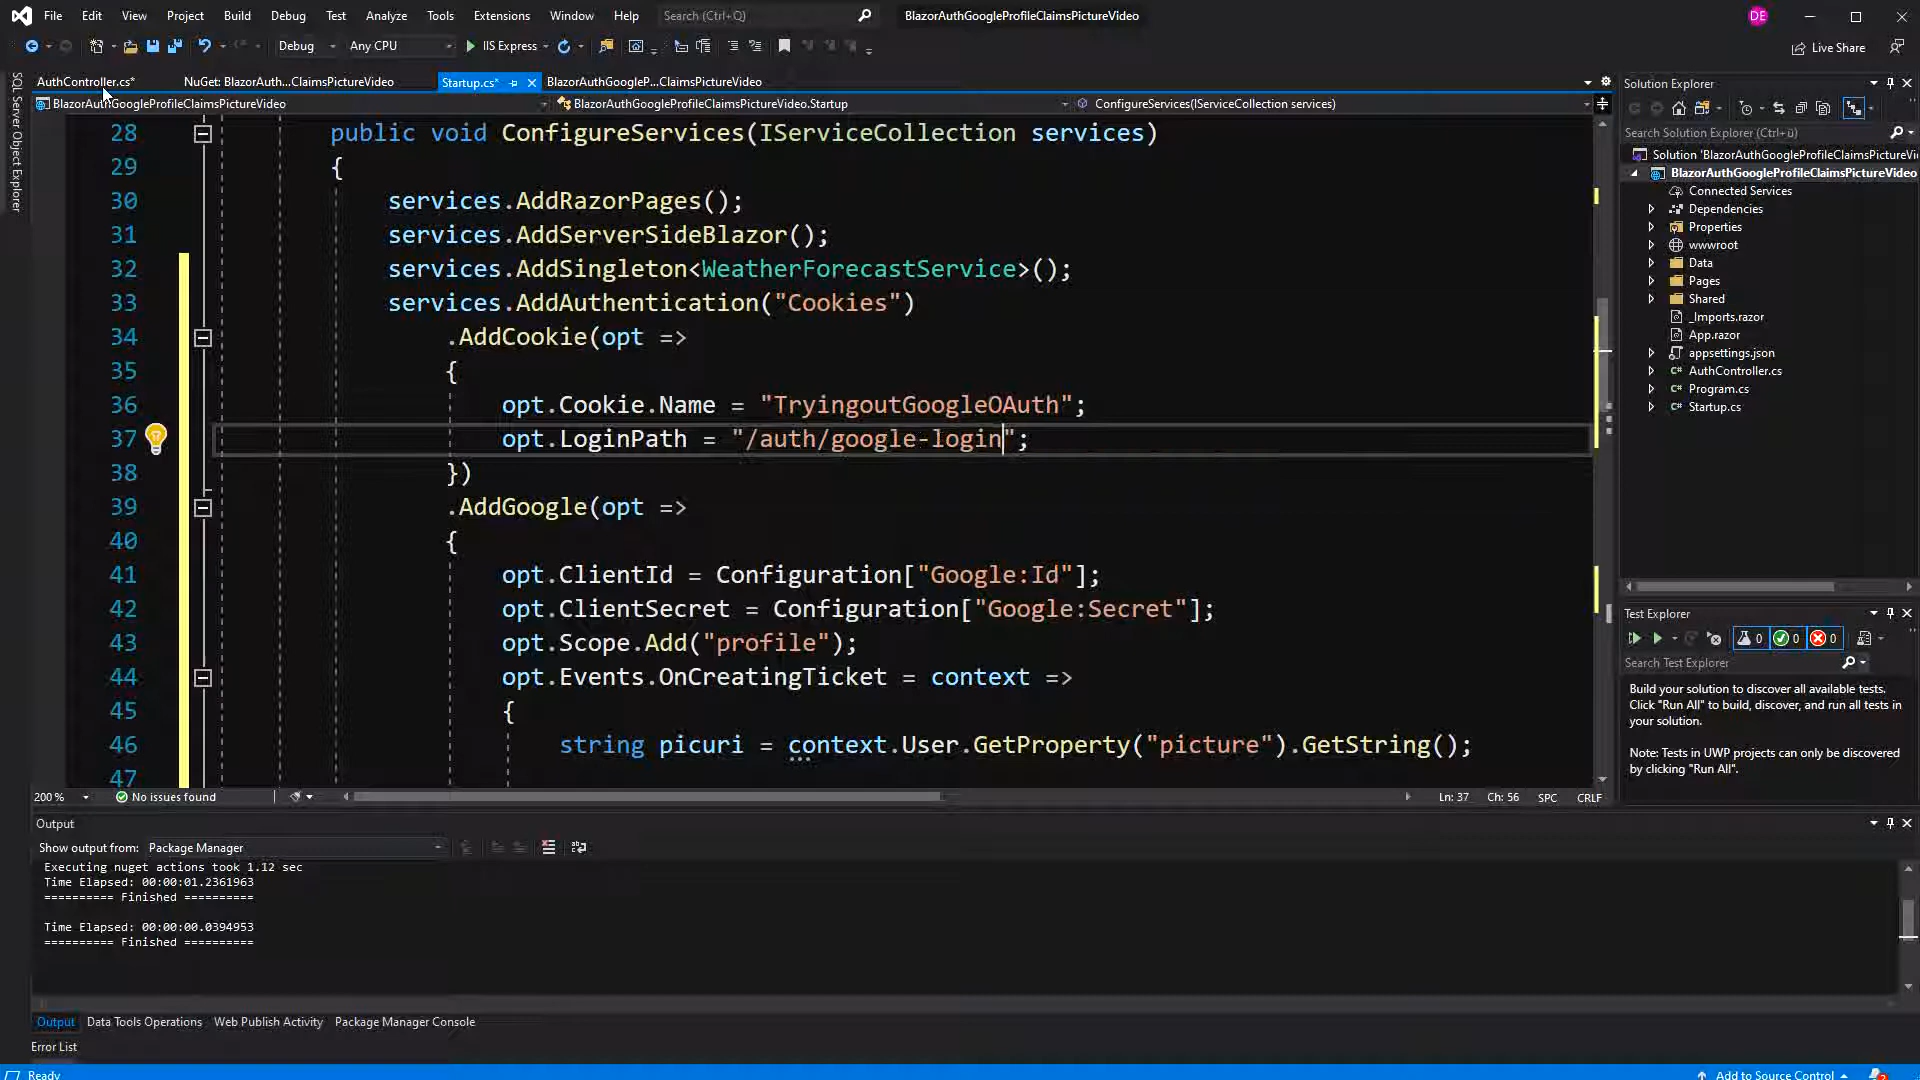 File Edit View Project Build Debug Test Analyze Tools Extensions Window Help Search (Ctrl+Q) BlazorAuthGoogleProfileClaimsPictureVideo DE
Debug Any CPU IIS Express Live Share
AuthController.cs* NuGet: BlazorAuth...ClaimsPictureVideo Startup.cs* BlazorAuthGoogleP...ClaimsPictureVideo
BlazorAuthGoogleProfileClaimsPictureVideo BlazorAuthGoogleProfileClaimsPictureVideo.Startup ConfigureServices(IServiceCollection services)
SQL Server Object Explorer
28 public void ConfigureServices(IServiceCollection services)
29 {
30 services.AddRazorPages();
31 services.AddServerSideBlazor();
32 services.AddSingleton<WeatherForecastService>();
33 services.AddAuthentication("Cookies")
34 .AddCookie(opt =>
35 {
36 opt.Cookie.Name = "TryingoutGoogleOAuth";
37 opt.LoginPath = "/auth/google-login";
38 })
39 .AddGoogle(opt =>
40 {
41 opt.ClientId = Configuration["Google:Id"];
42 opt.ClientSecret = Configuration["Google:Secret"];
43 opt.Scope.Add("profile");
44 opt.Events.OnCreatingTicket = context =>
45 {
46 string picuri = context.User.GetProperty("picture").GetString();
47
200 % No issues found Ln: 37 Ch: 56 SPC CRLF
Solution Explorer
Search Solution Explorer (Ctrl+ü)
Solution 'BlazorAuthGoogleProfileClaimsPictureVi
BlazorAuthGoogleProfileClaimsPictureVideo
Connected Services
Dependencies
Properties
wwwroot
Data
Pages
Shared
_Imports.razor
App.razor
appsettings.json
C# AuthController.cs
C# Program.cs
C# Startup.cs
Test Explorer
0 0 0
Search Test Explorer
Build your solution to discover all available tests.
Click "Run All" to build, discover, and run all tests in
your solution.
Note: Tests in UWP projects can only be discovered
by clicking "Run All".
Output
Show output from: Package Manager
Executing nuget actions took 1.12 sec
Time Elapsed: 00:00:01.2361963
========== Finished ==========
Time Elapsed: 00:00:00.0394953
========== Finished ==========
Output Data Tools Operations Web Publish Activity Package Manager Console
Error List
Ready Add to Source Control